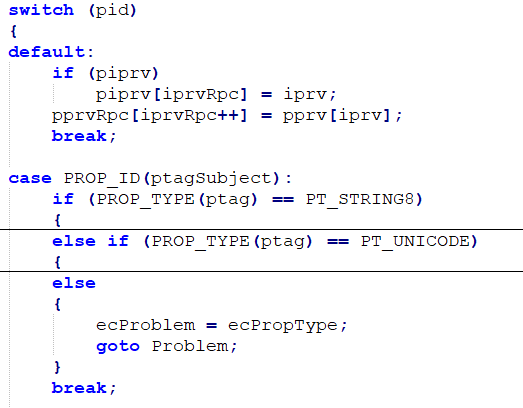 switch (pid)
{
default:
    if (piprv)
        piprv[iprvRpc] = iprv;
    pprvRpc[iprvRpc++] = pprv[iprv];
    break;

case PROP_ID(ptagSubject):
    if (PROP_TYPE(ptag) == PT_STRING8)
    {
    else if (PROP_TYPE(ptag) == PT_UNICODE)
    {
    else
    {
        ecProblem = ecPropType;
        goto Problem;
    }
    break;